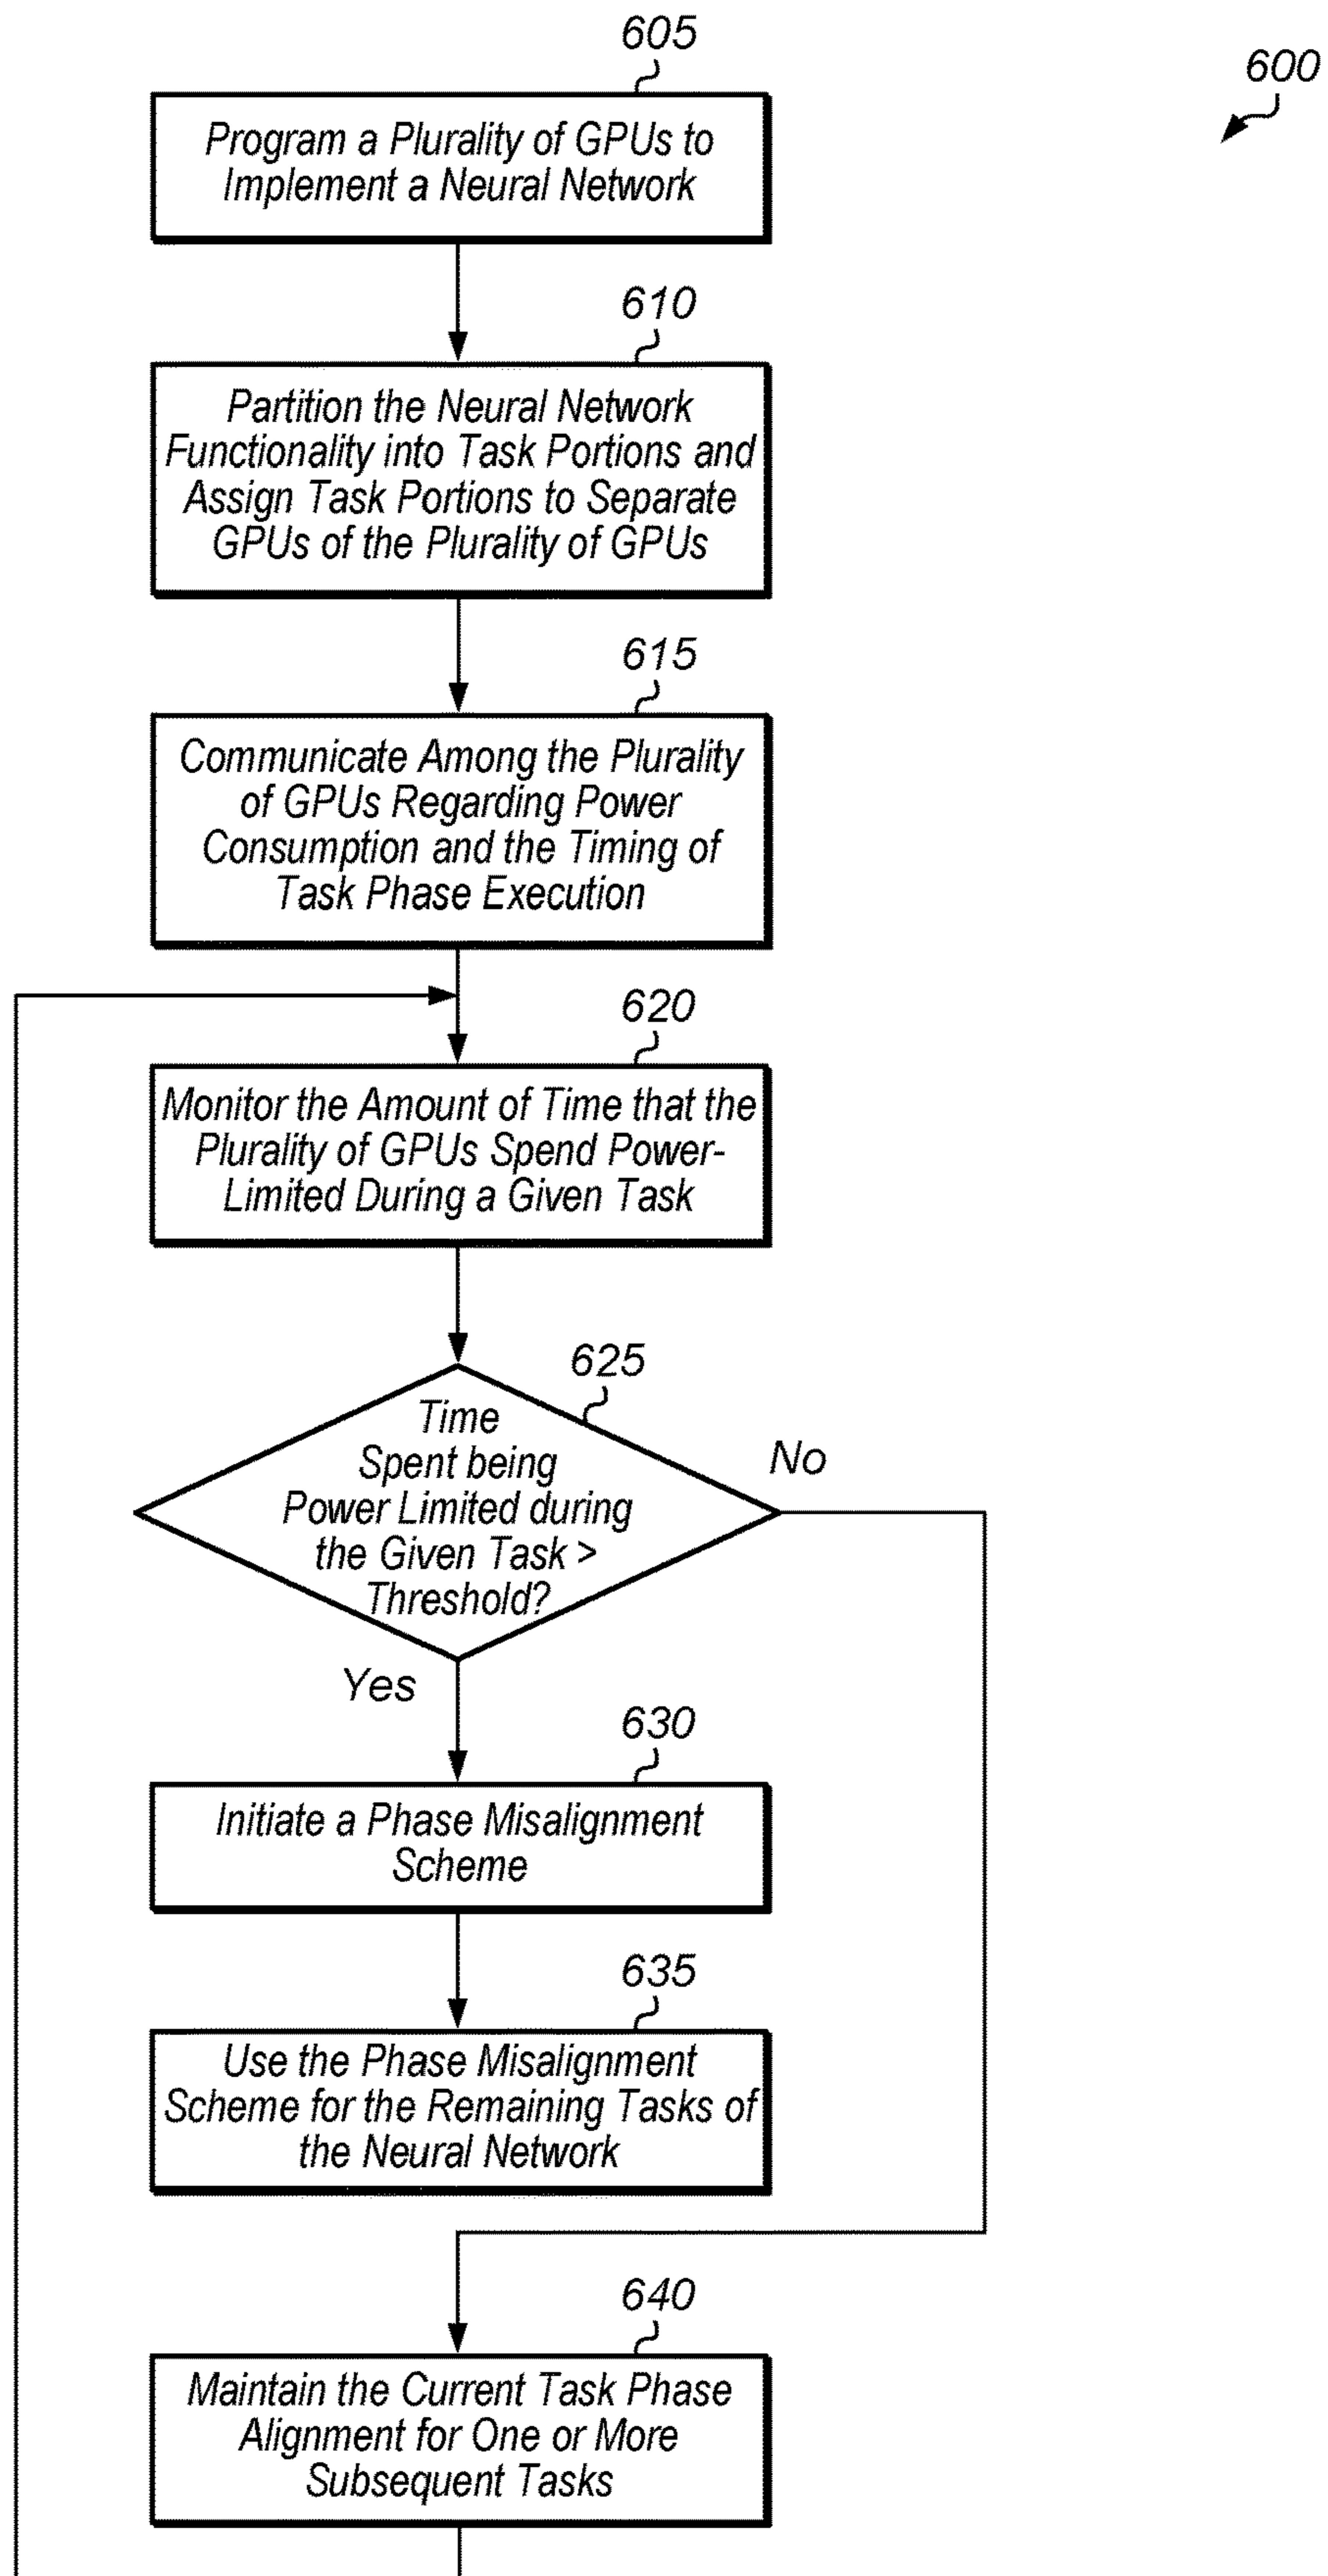 605
600
Program a Plurality of GPUs to
Implement a Neural Network
610
Partition the Neural Network
Functionality into Task Portions and
Assign Task Portions to Separate
GPUs of the Plurality of GPUs
615
Communicate Among the Plurality
of GPUs Regarding Power
Consumption and the Timing of
Task Phase Execution
620
Monitor the Amount of Time that the
Plurality of GPUs Spend Power-
Limited During a Given Task
625
Time
Spent being
Power Limited during
the Given Task >
Threshold?
No
Yes
630
Initiate a Phase Misalignment
Scheme
635
Use the Phase Misalignment
Scheme for the Remaining Tasks of
the Neural Network
640
Maintain the Current Task Phase
Alignment for One or More
Subsequent Tasks